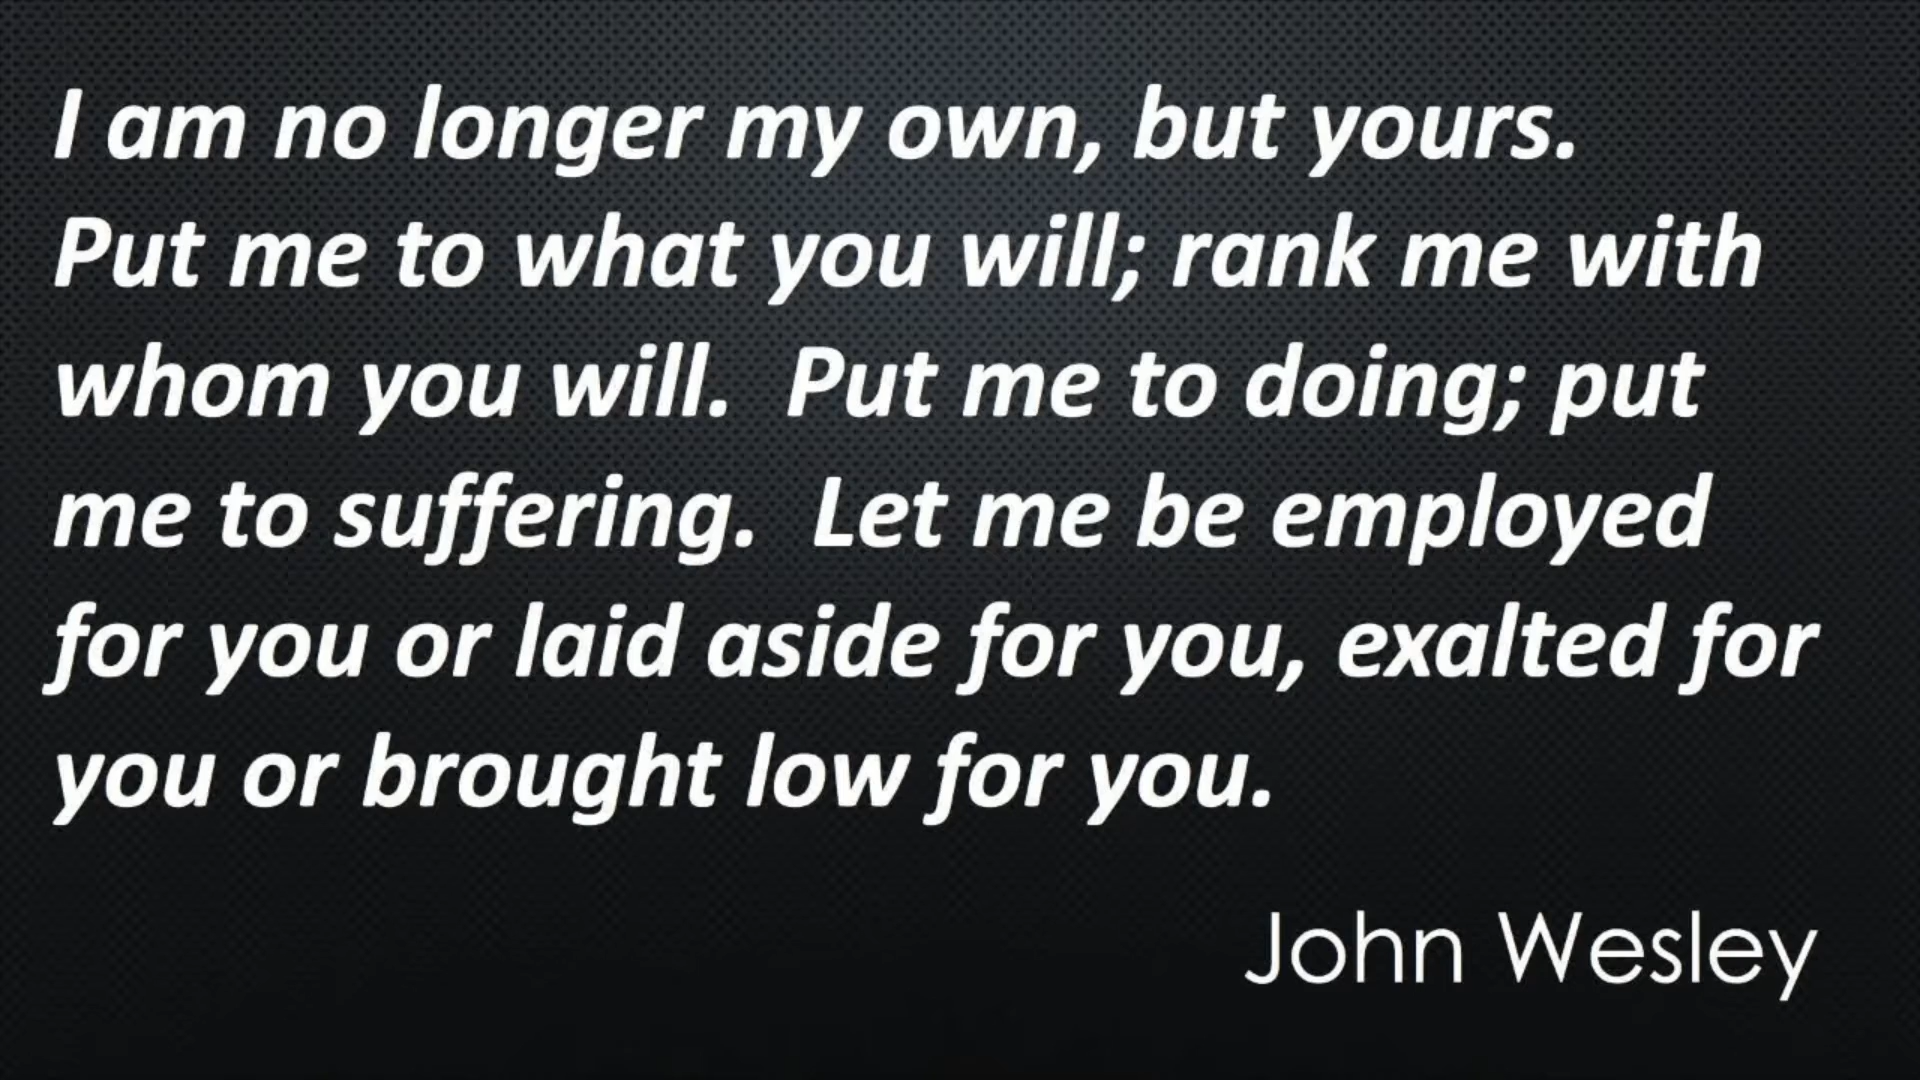 I am no longer my own, but yours.
Put me to what you will; rank me with
whom you will.  Put me to doing; put
me to suffering.  Let me be employed
for you or laid aside for you, exalted for
you or brought low for you.
John Wesley